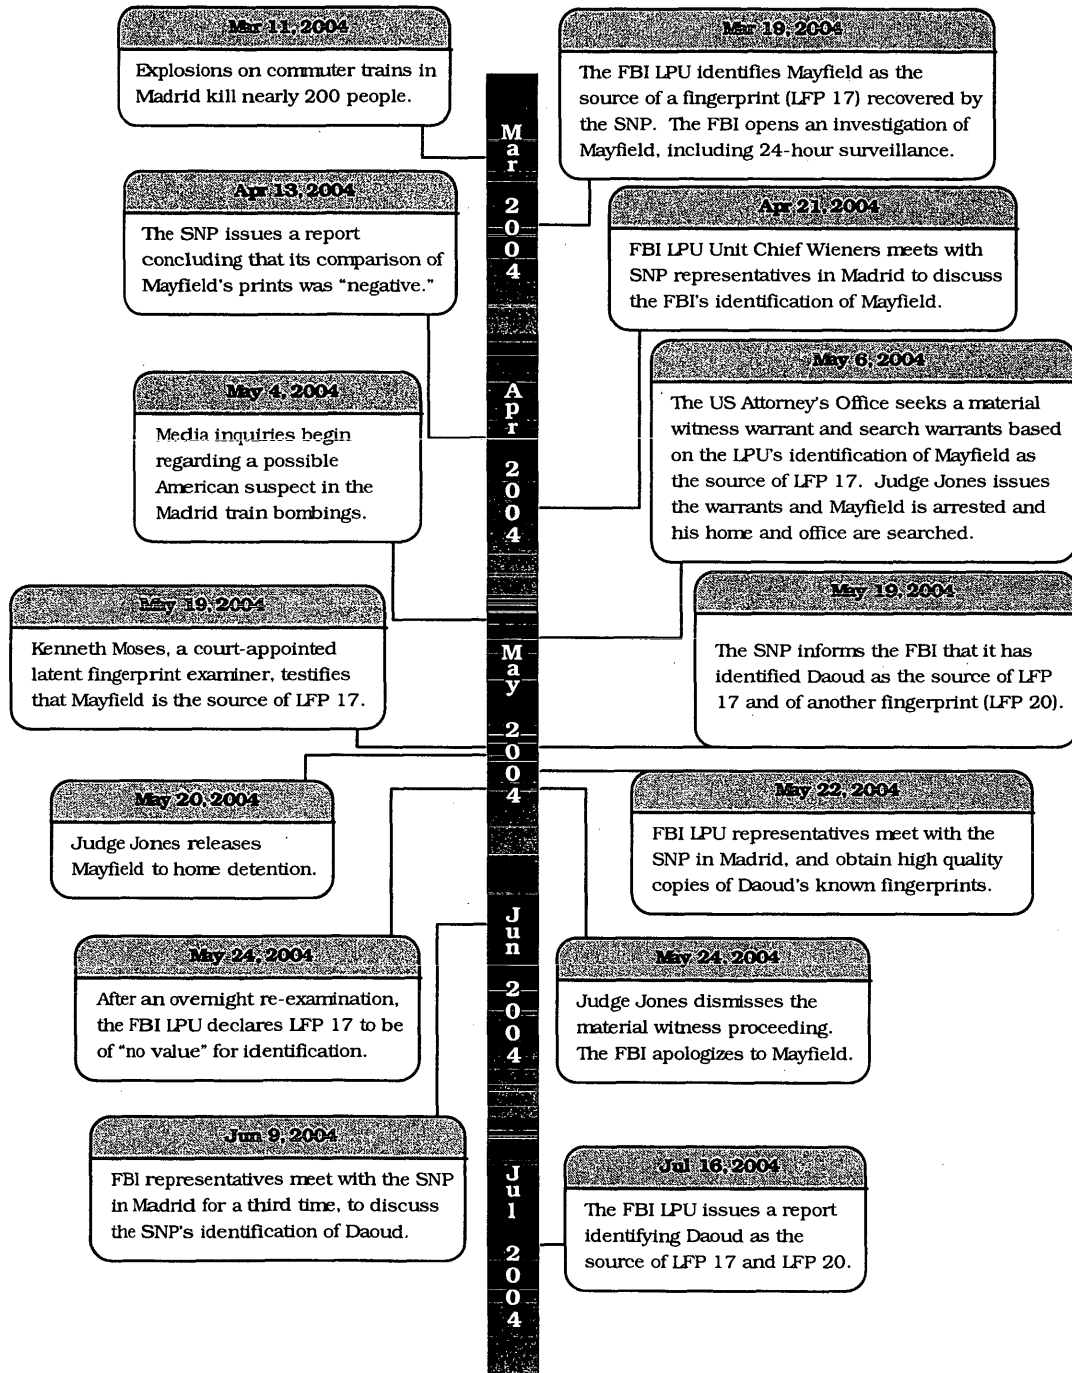 Mar 11, 2004
Explosions on commuter trains in
Madrid kill nearly 200 people.
Mar 19, 2004
The FBI LPU identifies Mayfield as the
source of a fingerprint (LFP 17) recovered by
the SNP. The FBI opens an investigation of
Mayfield, including 24-hour surveillance.
Mar 2004
Apr 13, 2004
The SNP issues a report
concluding that its comparison of
Mayfield's prints was "negative."
Apr 21, 2004
FBI LPU Unit Chief Wieners meets with
SNP representatives in Madrid to discuss
the FBI's identification of Mayfield.
Apr 2004
May 4, 2004
Media inquiries begin
regarding a possible
American suspect in the
Madrid train bombings.
May 6, 2004
The US Attorney's Office seeks a material
witness warrant and search warrants based
on the LPU's identification of Mayfield as
the source of LFP 17. Judge Jones issues
the warrants and Mayfield is arrested and
his home and office are searched.
May 19, 2004
Kenneth Moses, a court-appointed
latent fingerprint examiner, testifies
that Mayfield is the source of LFP 17.
May 19, 2004
The SNP informs the FBI that it has
identified Daoud as the source of LFP
17 and of another fingerprint (LFP 20).
May 2004
May 20, 2004
Judge Jones releases
Mayfield to home detention.
May 22, 2004
FBI LPU representatives meet with the
SNP in Madrid, and obtain high quality
copies of Daoud's known fingerprints.
May 24, 2004
After an overnight re-examination,
the FBI LPU declares LFP 17 to be
of "no value" for identification.
May 24, 2004
Judge Jones dismisses the
material witness proceeding.
The FBI apologizes to Mayfield.
Jun 2004
Jun 9, 2004
FBI representatives meet with the SNP
in Madrid for a third time, to discuss
the SNP's identification of Daoud.
Jul 16, 2004
The FBI LPU issues a report
identifying Daoud as the
source of LFP 17 and LFP 20.
Jul 2004